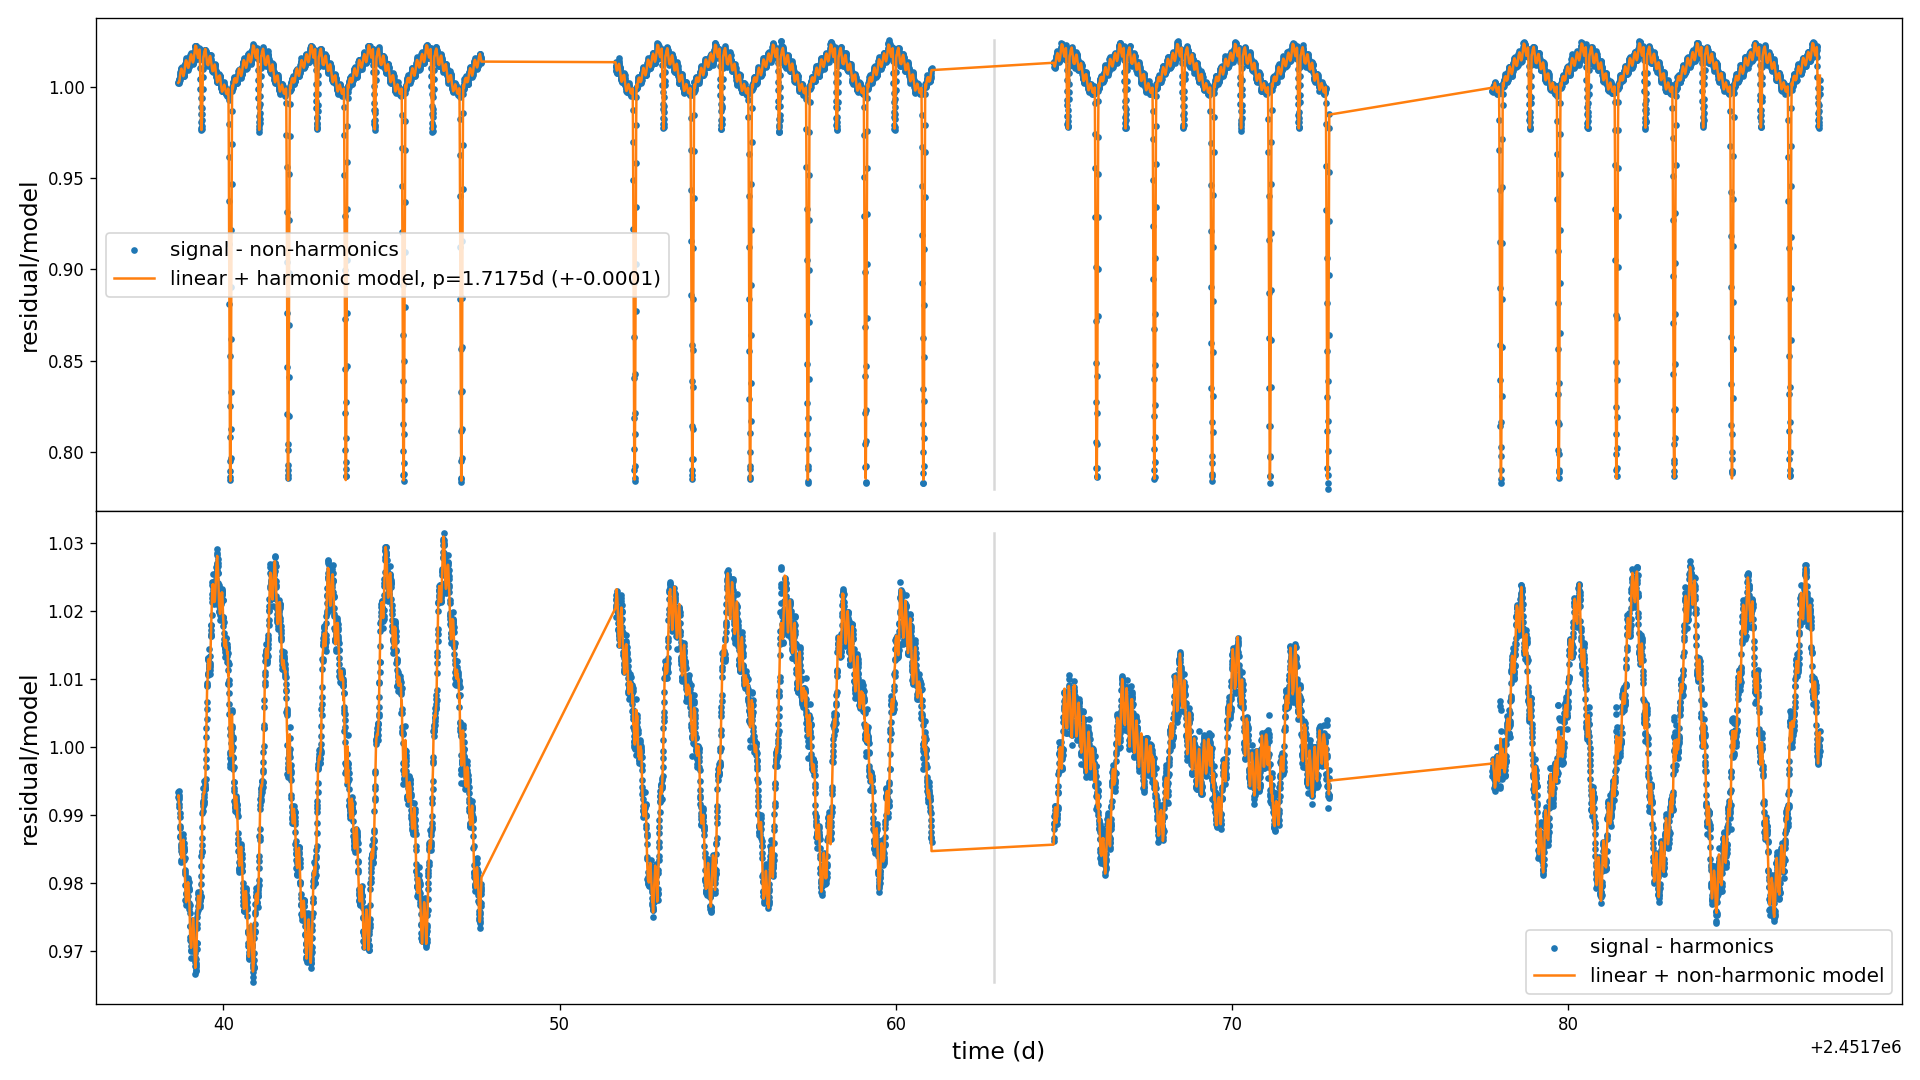 1.00
0.95
0.90
0.85
0.80
residual/model
signal - non-harmonics
linear + harmonic model, p=1.7175d (+-0.0001)
1.03
1.02
1.01
1.00
0.99
0.98
0.97
residual/model
signal - harmonics
linear + non-harmonic model
40 50 60 70 80
time (d)
+2.4517e6